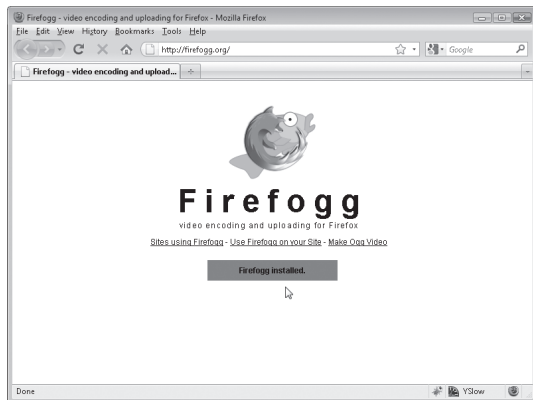 Firefogg - video encoding and uploading for Firefox - Mozilla Firefox
File Edit View History Bookmarks Tools Help
http://firefogg.org/
Google
Firefogg - video encoding and upload...
Firefogg
video encoding and uploading for Firefox
Sites using Firefogg - Use Firefogg on your Site - Make Ogg Video
Firefogg installed.
Done
YSlow